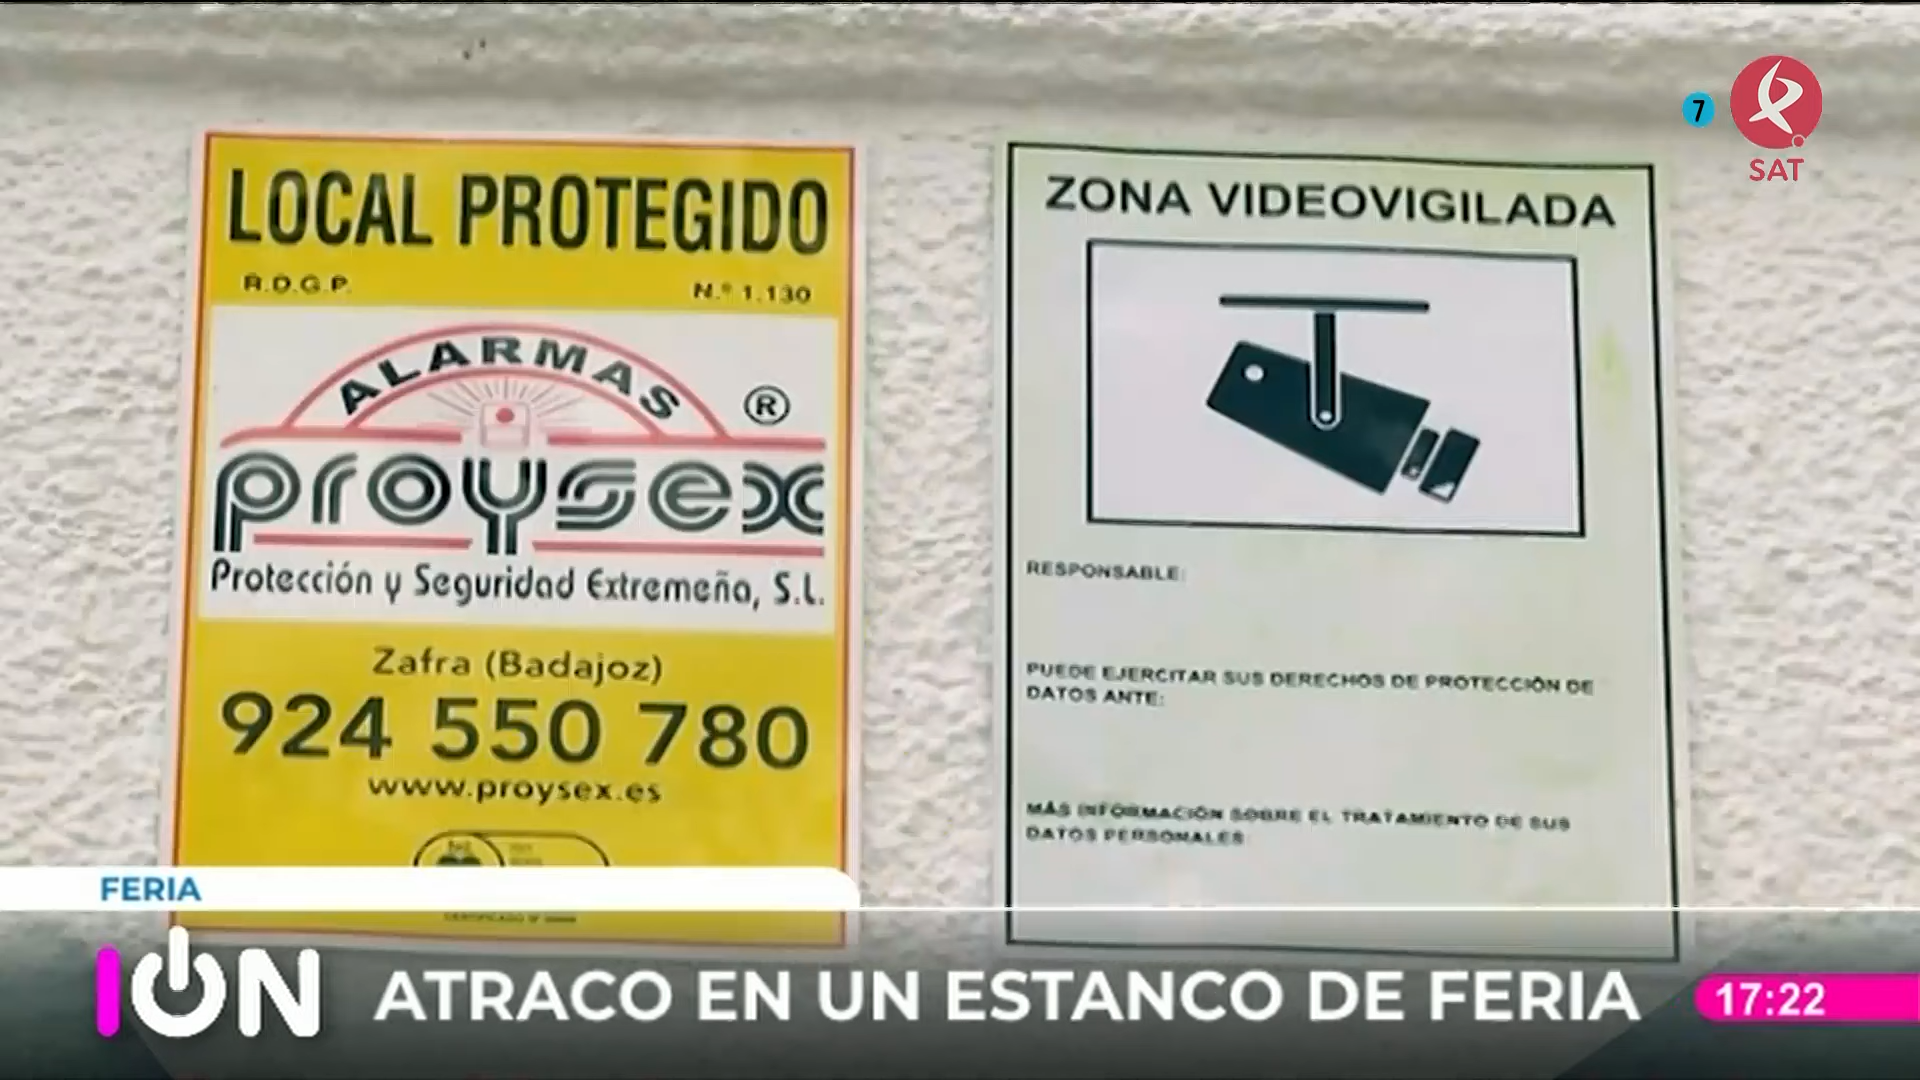 7
SAT
LOCAL PROTEGIDO
R.D.G.P. N.º 1.130
ALARMAS
®
proysex
Protección y Seguridad Extremeña, S.L.
Zafra (Badajoz)
924 550 780
www.proysex.es
ZONA VIDEOVIGILADA
RESPONSABLE:
PUEDE EJERCITAR SUS DERECHOS DE PROTECCIÓN DE
DATOS ANTE:
MÁS INFORMACIÓN SOBRE EL TRATAMIENTO DE SUS
DATOS PERSONALES
FERIA
ION
ATRACO EN UN ESTANCO DE FERIA
17:22